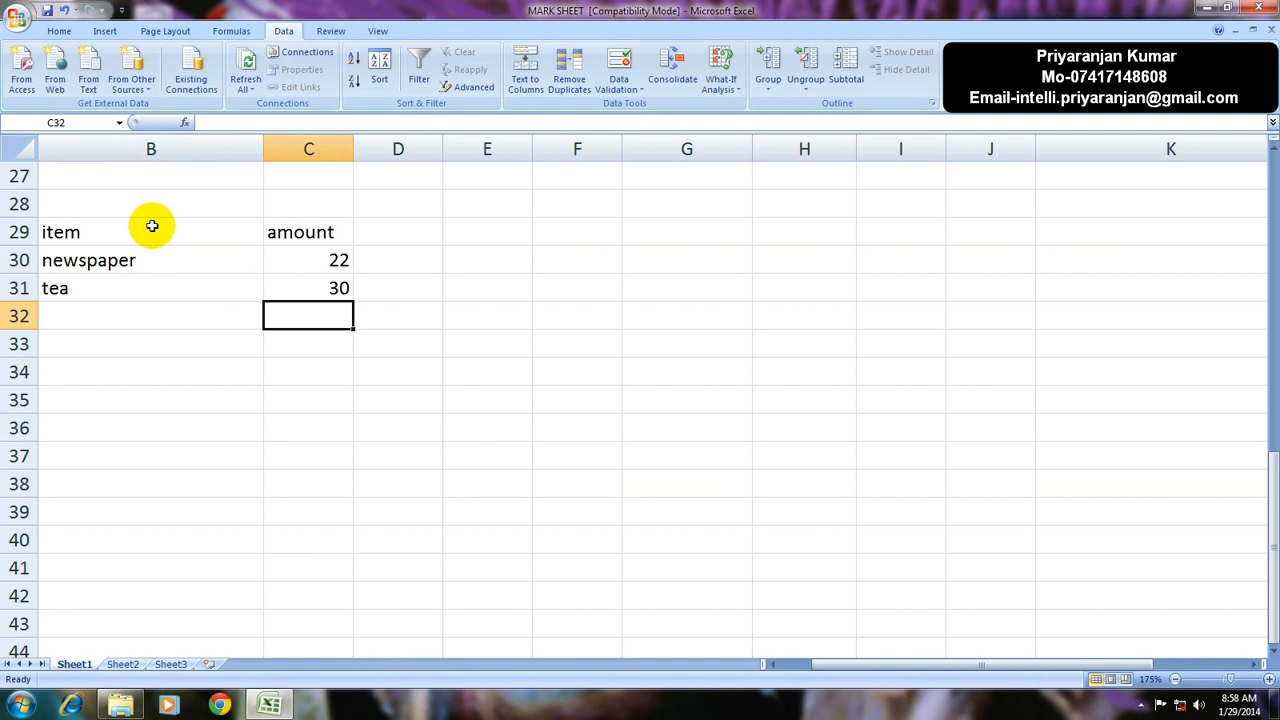 MARK SHEET  [Compatibility Mode] - Microsoft Excel
Home Insert Page Layout Formulas Data Review View
From Access
From Web
From Text
From Other Sources
Existing Connections
Get External Data
Refresh All
Connections
Properties
Edit Links
Connections
Sort
Filter
Clear
Reapply
Advanced
Sort & Filter
Text to Columns
Remove Duplicates
Data Validation
Consolidate
What-If Analysis
Data Tools
Group
Ungroup
Subtotal
Show Detail
Hide Detail
Outline
Priyaranjan Kumar
Mo-07417148608
Email-intelli.priyaranjan@gmail.com
C32 fx
B C D E F G H I J K
27
28
29 item amount
30 newspaper 22
31 tea 30
32
33
34
35
36
37
38
39
40
41
42
43
44
Sheet1 Sheet2 Sheet3
Ready 175%
8:58 AM
1/29/2014